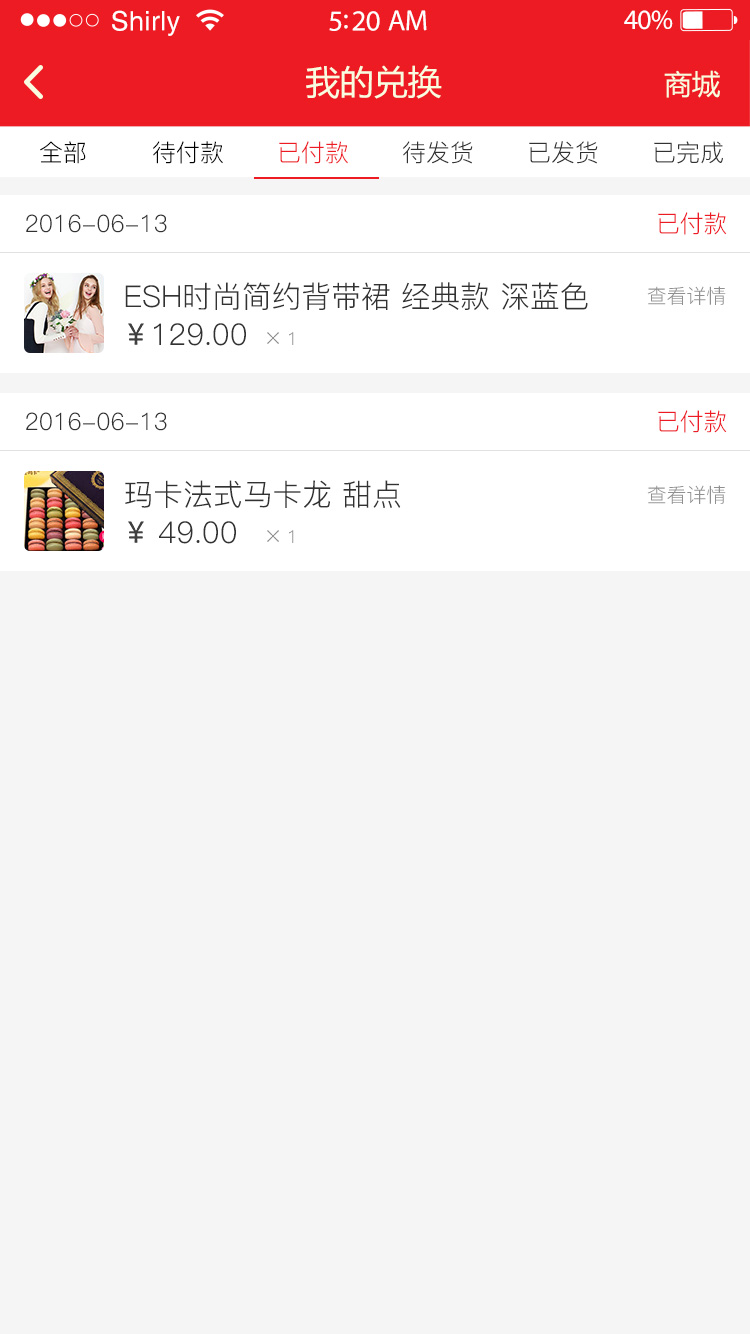 Shirly 5:20 AM 40%
我的兑换 商城
全部 待付款 已付款 待发货 已发货 已完成
2016-06-13 已付款
ESH时尚简约背带裙 经典款 深蓝色 查看详情
¥129.00 ×1
2016-06-13 已付款
玛卡法式马卡龙 甜点 查看详情
¥ 49.00 ×1